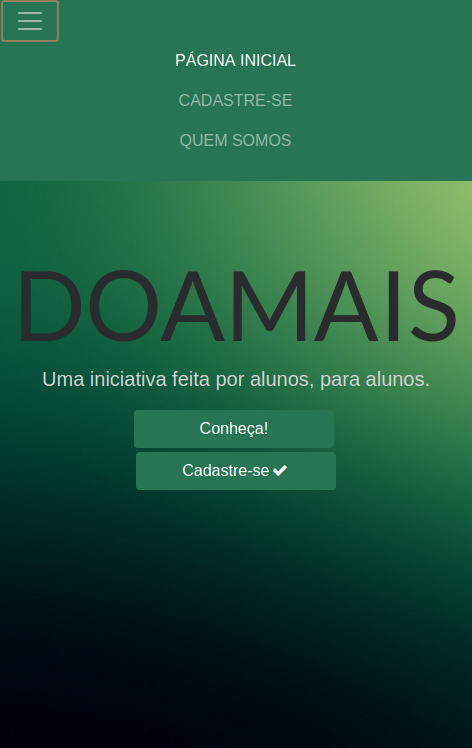 PÁGINA INICIAL
CADASTRE-SE
QUEM SOMOS
DOAMAIS
Uma iniciativa feita por alunos, para alunos.
Conheça!
Cadastre-se